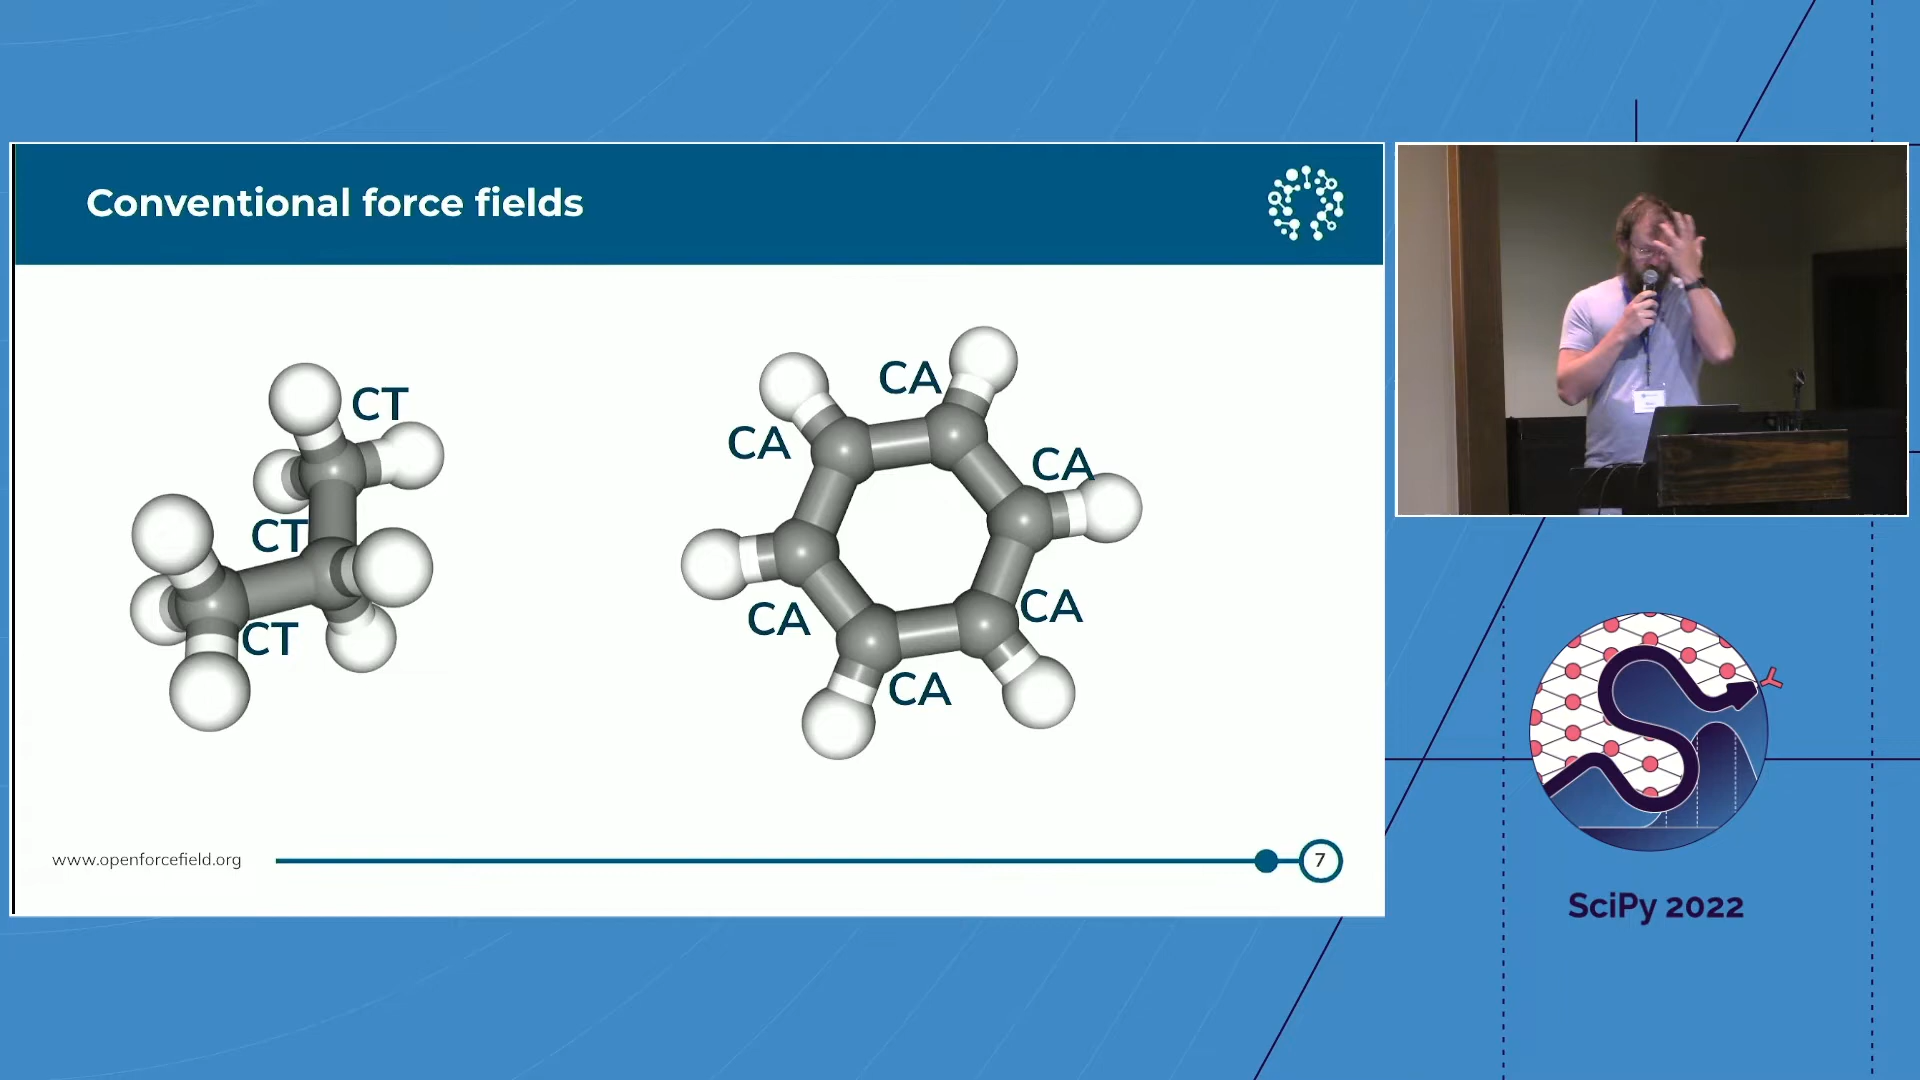 Conventional force fields
CT
CT
CT
CA
CA
CA
CA
CA
CA
www.openforcefield.org
7
SciPy 2022